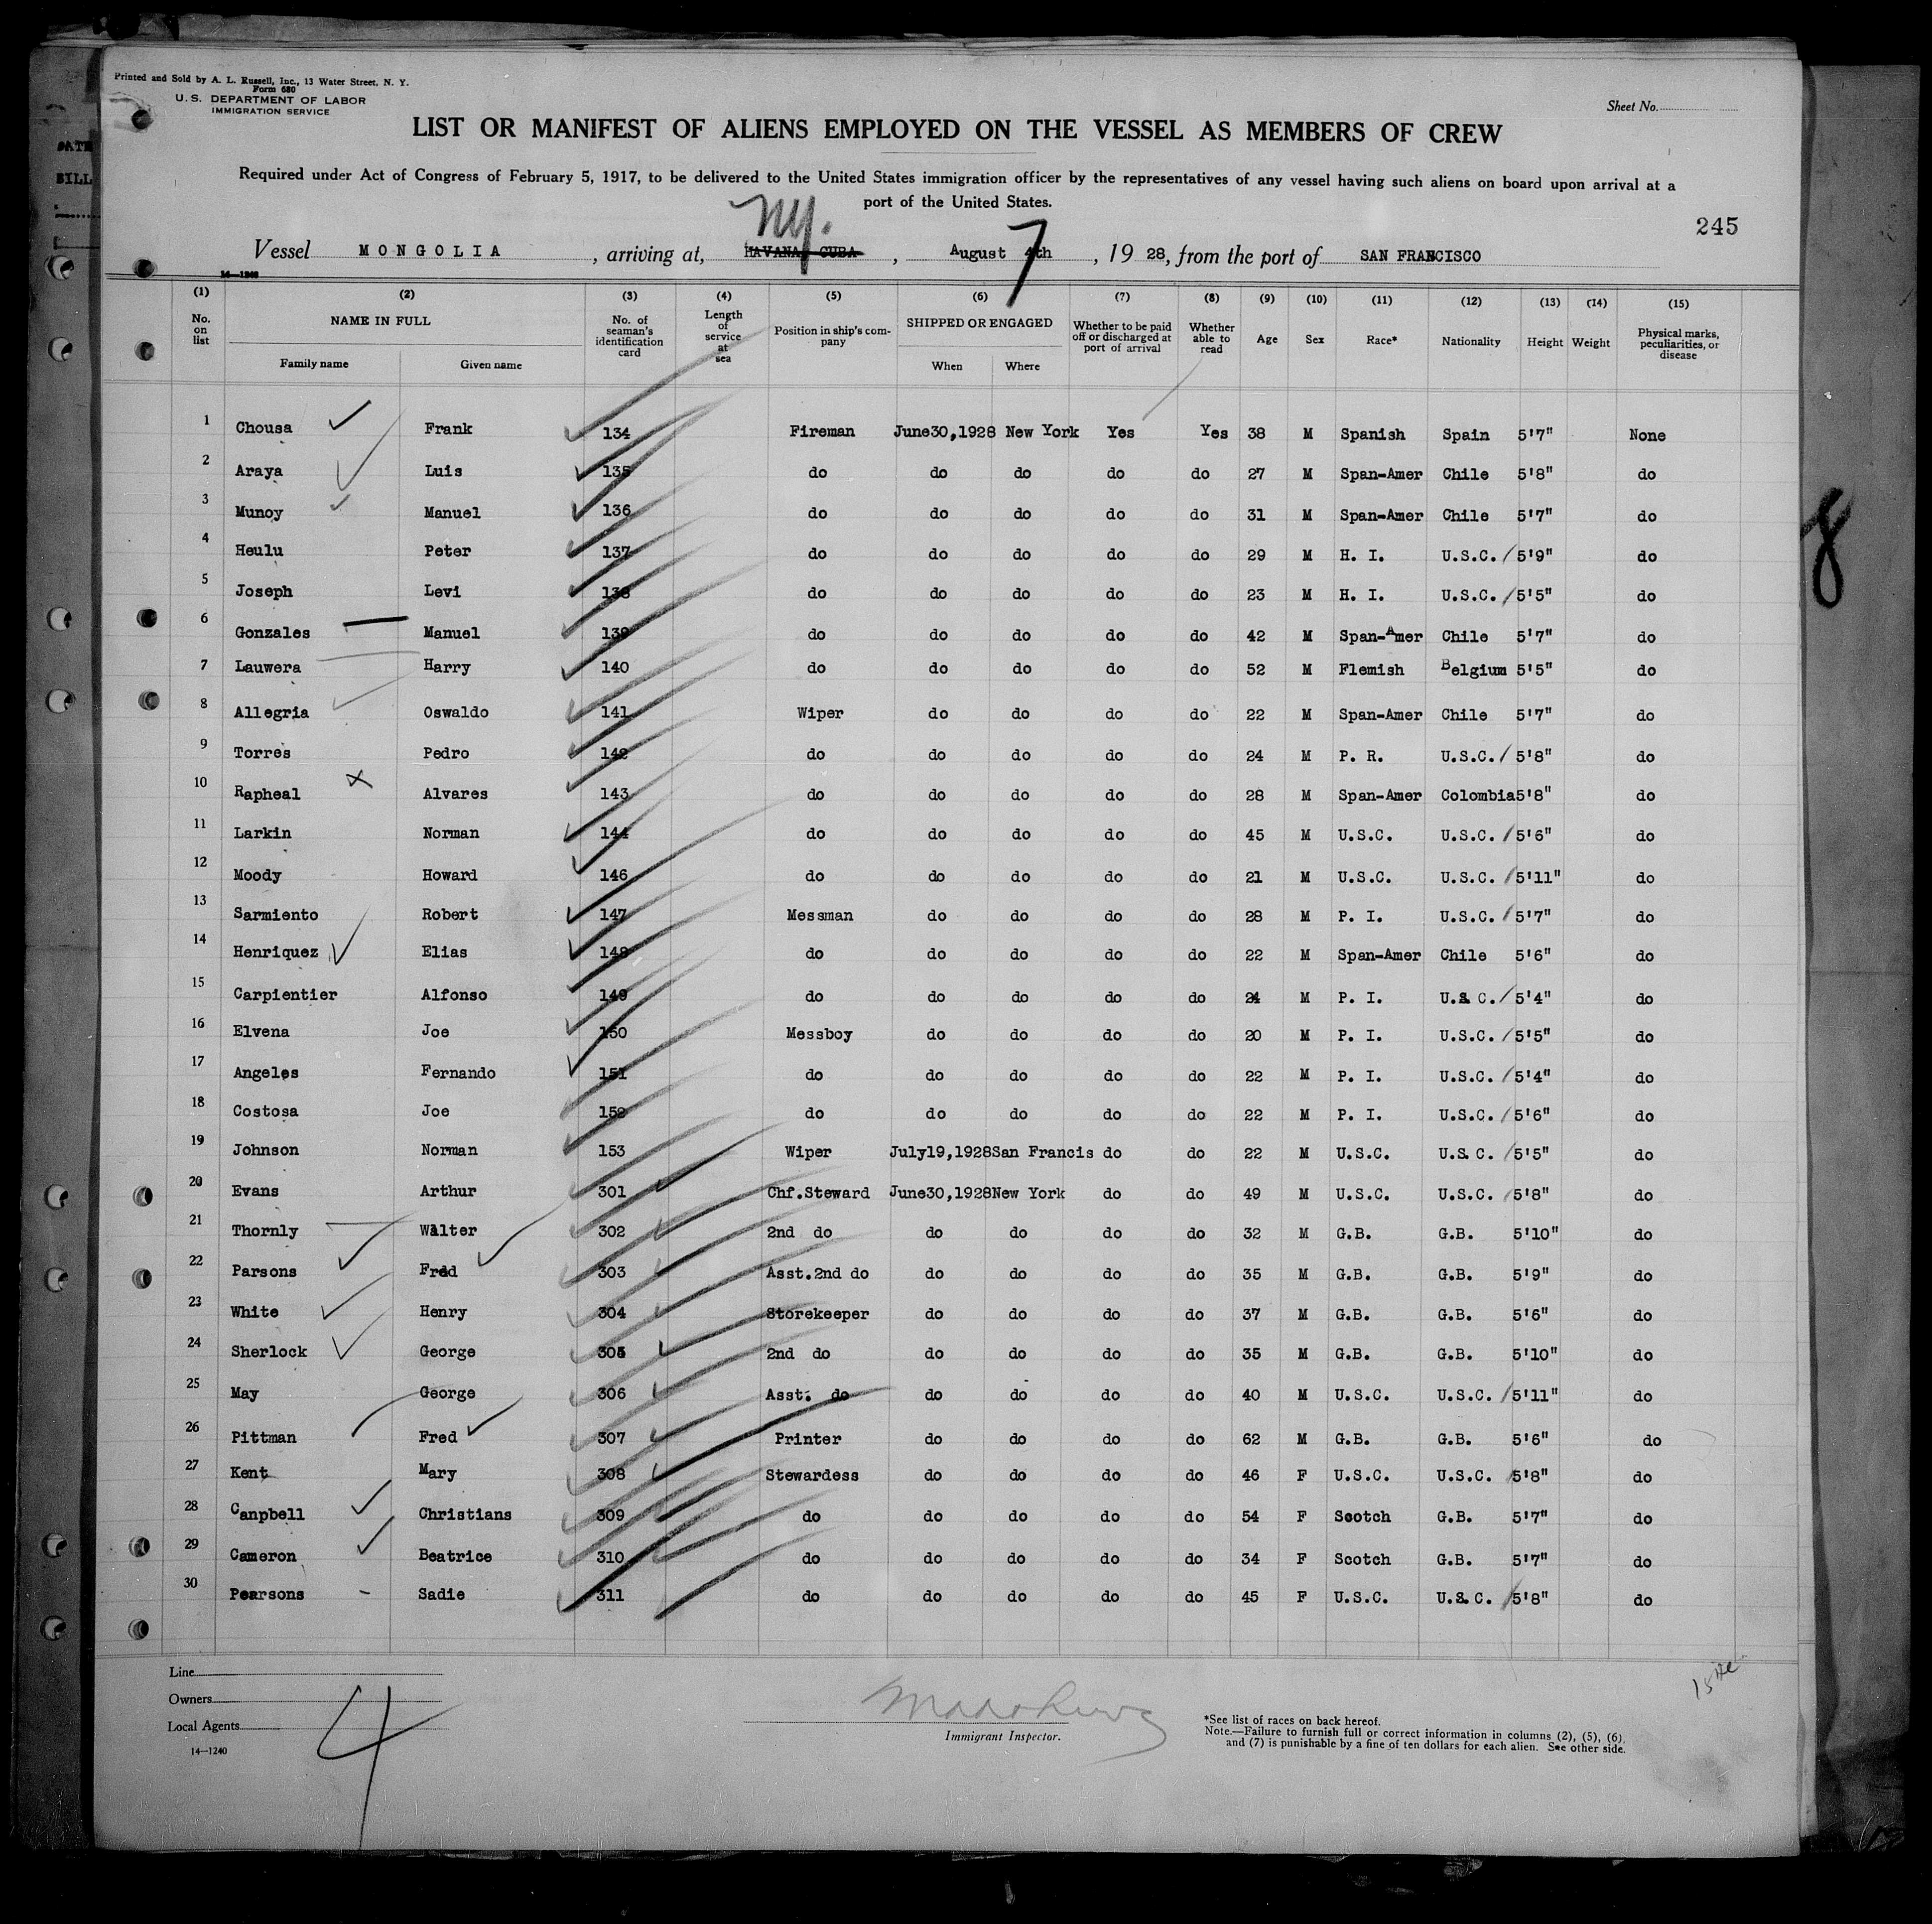 Printed and Sold by A. L. Russell, Inc., 13 Water Street, N. Y.
Form 680
U. S. DEPARTMENT OF LABOR
IMMIGRATION SERVICE
Sheet No.
LIST OR MANIFEST OF ALIENS EMPLOYED ON THE VESSEL AS MEMBERS OF CREW
Required under Act of Congress of February 5, 1917, to be delivered to the United States immigration officer by the representatives of any vessel having such aliens on board upon arrival at a
port of the United States.
245
NY.
Vessel MONGOLIA, arriving at, HAVANA, CUBA, August 4th 7, 19 28, from the port of SAN FRANCISCO
14-1240
(1) (2) (3) (4) (5) (6) (7) (8) (9) (10) (11) (12) (13) (14) (15)
No. on list NAME IN FULL Family name Given name No. of seaman's identification card Length of service at sea Position in ship's company SHIPPED OR ENGAGED When Where Whether to be paid off or discharged at port of arrival Whether able to read Age Sex Race* Nationality Height Weight Physical marks, peculiarities, or disease
1 Chousa Frank 134 Fireman June30,1928 New York Yes Yes 38 M Spanish Spain 5'7" None
2 Araya Luis 135 do do do do do 27 M Span-Amer Chile 5'8" do
3 Munoy Manuel 136 do do do do do 31 M Span-Amer Chile 5'7" do
4 Heulu Peter 137 do do do do do 29 M H. I. U.S.C. 5'9" do
5 Joseph Levi 138 do do do do do 23 M H. I. U.S.C. 5'5" do
6 Gonzales Manuel 139 do do do do do 42 M Span-Amer Chile 5'7" do
7 Lauwera Harry 140 do do do do do 52 M Flemish Belgium 5'5" do
8 Allegria Oswaldo 141 Wiper do do do do 22 M Span-Amer Chile 5'7" do
9 Torres Pedro 142 do do do do do 24 M P. R. U.S.C. 5'8" do
10 Rapheal Alvares 143 do do do do do 28 M Span-Amer Colombia 5'8" do
11 Larkin Norman 144 do do do do do 45 M U.S.C. U.S.C. 5'6" do
12 Moody Howard 146 do do do do do 21 M U.S.C. U.S.C. 5'11" do
13 Sarmiento Robert 147 Messman do do do do 28 M P. I. U.S.C. 5'7" do
14 Henriquez Elias 148 do do do do do 22 M Span-Amer Chile 5'6" do
15 Carpientier Alfonso 149 do do do do do 24 M P. I. U.S.C. 5'4" do
16 Elvena Joe 150 Messboy do do do do 20 M P. I. U.S.C. 5'5" do
17 Angeles Fernando 151 do do do do do 22 M P. I. U.S.C. 5'4" do
18 Costosa Joe 152 do do do do do 22 M P. I. U.S.C. 5'6" do
19 Johnson Norman 153 Wiper July19,1928 San Francis do do 22 M U.S.C. U.S.C. 5'5" do
20 Evans Arthur 301 Chf.Steward June30,1928 New York do do 49 M U.S.C. U.S.C. 5'8" do
21 Thornly Walter 302 2nd do do do do do 32 M G.B. G.B. 5'10" do
22 Parsons Fred 303 Asst.2nd do do do do do 35 M G.B. G.B. 5'9" do
23 White Henry 304 Storekeeper do do do do 37 M G.B. G.B. 5'6" do
24 Sherlock George 305 2nd do do do do do 35 M G.B. G.B. 5'10" do
25 May George 306 Asst. do do do do do 40 M U.S.C. U.S.C. 5'11" do
26 Pittman Fred 307 Printer do do do do 62 M G.B. G.B. 5'6" do
27 Kent Mary 308 Stewardess do do do do 46 F U.S.C. U.S.C. 5'8" do
28 Canpbell Christians 309 do do do do do 54 F Scotch G.B. 5'7" do
29 Cameron Beatrice 310 do do do do do 34 F Scotch G.B. 5'7" do
30 Pearsons Sadie 311 do do do do do 45 F U.S.C. U.S.C. 5'8" do
Line
Owners
Local Agents
14-1240
4
Immigrant Inspector.
*See list of races on back hereof.
Note.—Failure to furnish full or correct information in columns (2), (5), (6),
and (7) is punishable by a fine of ten dollars for each alien. See other side.
8